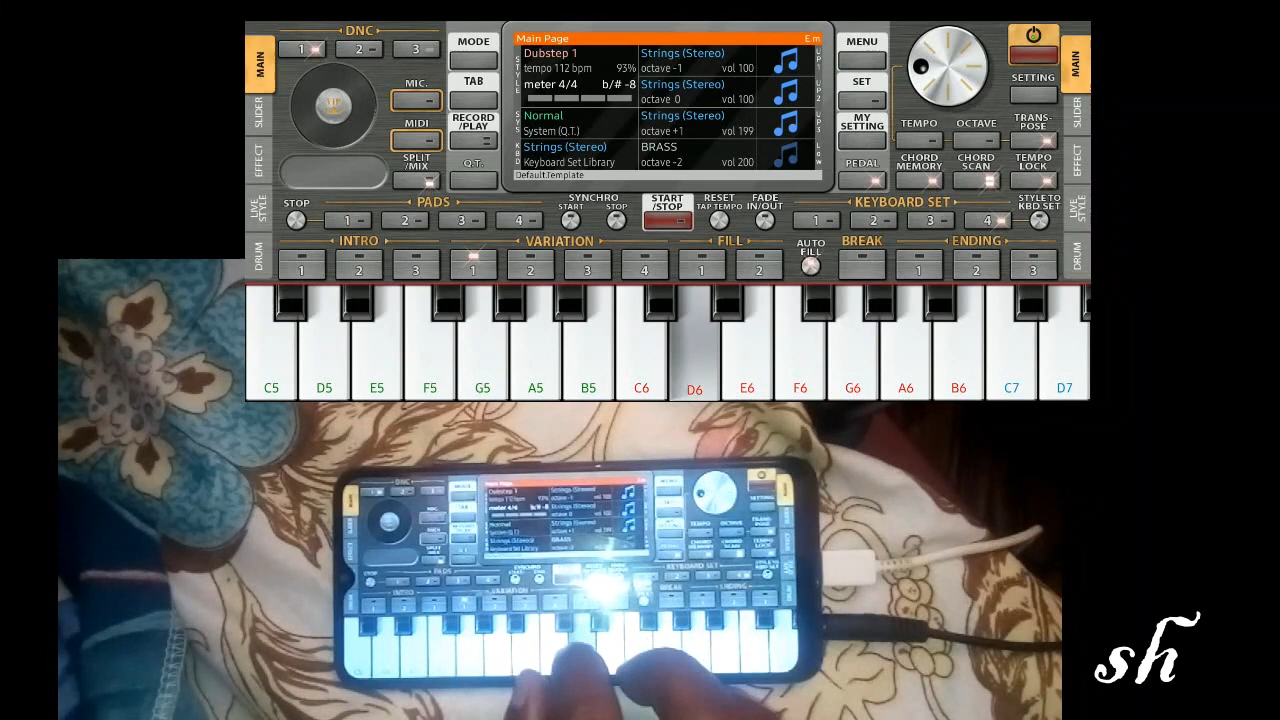 DNC
1 2 3
MAIN
SLIDER
EFFECT
LIVE STYLE
DRUM
VIP
MIC.
MIDI
SPLIT /MIX
MODE
TAB
RECORD /PLAY
Q.T.
Main Page E.m
Dubstep 1 Strings (Stereo)
tempo 112 bpm 93% octave -1 vol 100
meter 4/4 b/# -8 Strings (Stereo)
octave 0 vol 100
Normal Strings (Stereo)
System (Q.T.) octave +1 vol 199
Strings (Stereo) BRASS
Keyboard Set Library octave -2 vol 200
Default.Template
MENU
SET
MY SETTING
PEDAL
SETTING
TEMPO OCTAVE TRANS-POSE
CHORD MEMORY CHORD SCAN TEMPO LOCK
MAIN
SLIDER
EFFECT
LIVE STYLE
DRUM
STOP PADS SYNCHRO START STOP START /STOP RESET TAP TEMPO FADE IN/OUT KEYBOARD SET STYLE TO KBD SET
1 2 3 4 1 2 3 4
INTRO VARIATION FILL AUTO FILL BREAK ENDING
1 2 3 1 2 3 4 1 2 1 2 3
C5 D5 E5 F5 G5 A5 B5 C6 D6 E6 F6 G6 A6 B6 C7 D7
sh